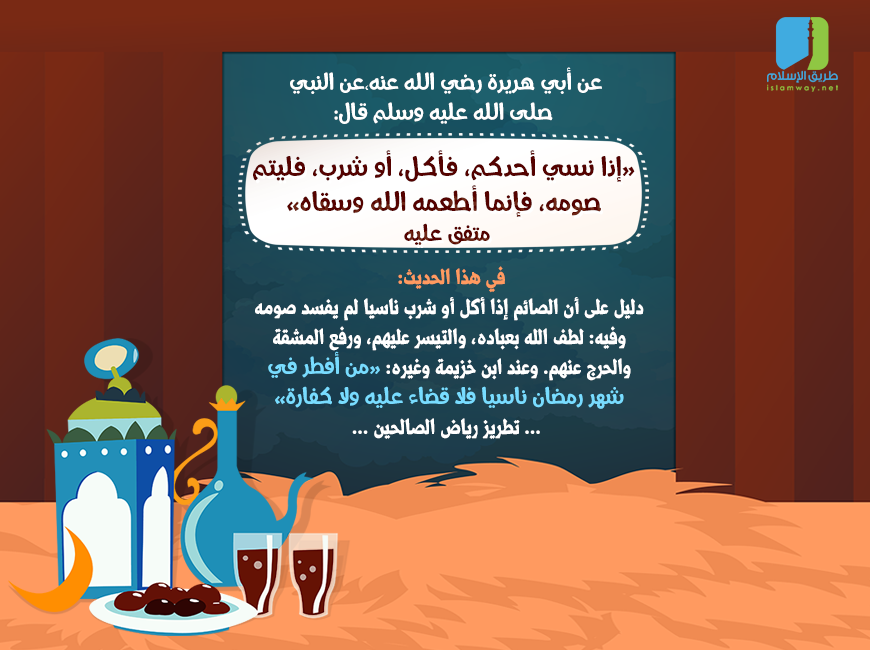 طريق الإسلام
islamway.net
عن أبي هريرة رضي الله عنه،عن النبي
صلى الله عليه وسلم قال:
«إذا نسي أحدكم، فأكل، أو شرب، فليتم
صومه، فإنما أطعمه الله وسقاه»
متفق عليه
في هذا الحديث:
دليل على أن الصائم إذا أكل أو شرب ناسيا لم يفسد صومه
وفيه: لطف الله بعباده، والتيسر عليهم، ورفع المشقة
والحرج عنهم. وعند ابن خزيمة وغيره: «من أفطر في
شهر رمضان ناسيا فلا قضاء عليه ولا كفارة»
... تطريز رياض الصالحين ...